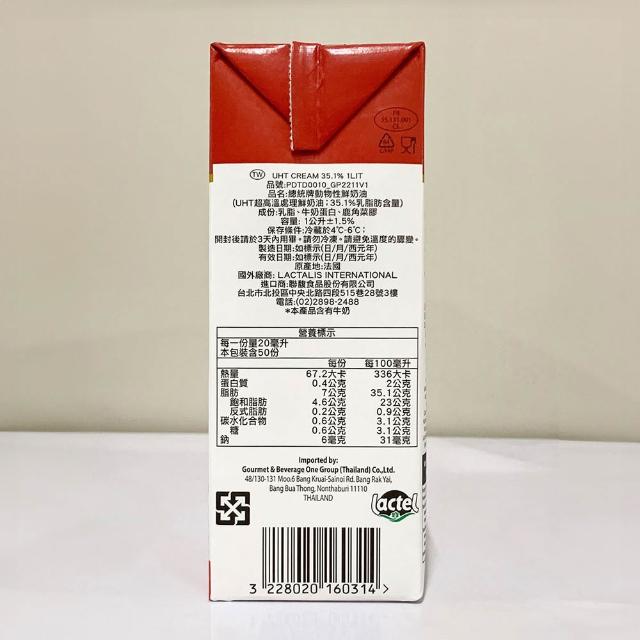 FR
35.131.001
CE
TW UHT CREAM 35.1% 1LIT
品號:PDTD0010_GP2211V1
品名:總統牌動物性鮮奶油
(UHT超高溫處理鮮奶油;35.1%乳脂肪含量)
成份:乳脂、牛奶蛋白、鹿角菜膠
容量: 1公升±1.5%
保存條件:冷藏於4℃-6℃;
開封後請於3天內用畢。請勿冷凍。請避免溫度的驟變。
製造日期:如標示(日/月/西元年)
有效日期:如標示(日/月/西元年)
原產地:法國
國外廠商: LACTALIS INTERNATIONAL
進口商:聯馥食品股份有限公司
台北市北投區中央北路四段515巷28號3樓
電話:(02)2898-2488
*本產品含有牛奶
營養標示
每一份量20毫升
本包裝含50份
每份 每100毫升
熱量 67.2大卡 336大卡
蛋白質 0.4公克 2公克
脂肪 7公克 35.1公克
飽和脂肪 4.6公克 23公克
反式脂肪 0.2公克 0.9公克
碳水化合物 0.6公克 3.1公克
糖 0.6公克 3.1公克
鈉 6毫克 31毫克
Imported by:
Gourmet & Beverage One Group (Thailand) Co.,Ltd.
48/130-131 Moo.6 Bang Kruai-Sainoi Rd. Bang Rak Yai,
Bang Bua Thong, Nonthaburi 11110
THAILAND
lactel
3 228020 160314 >